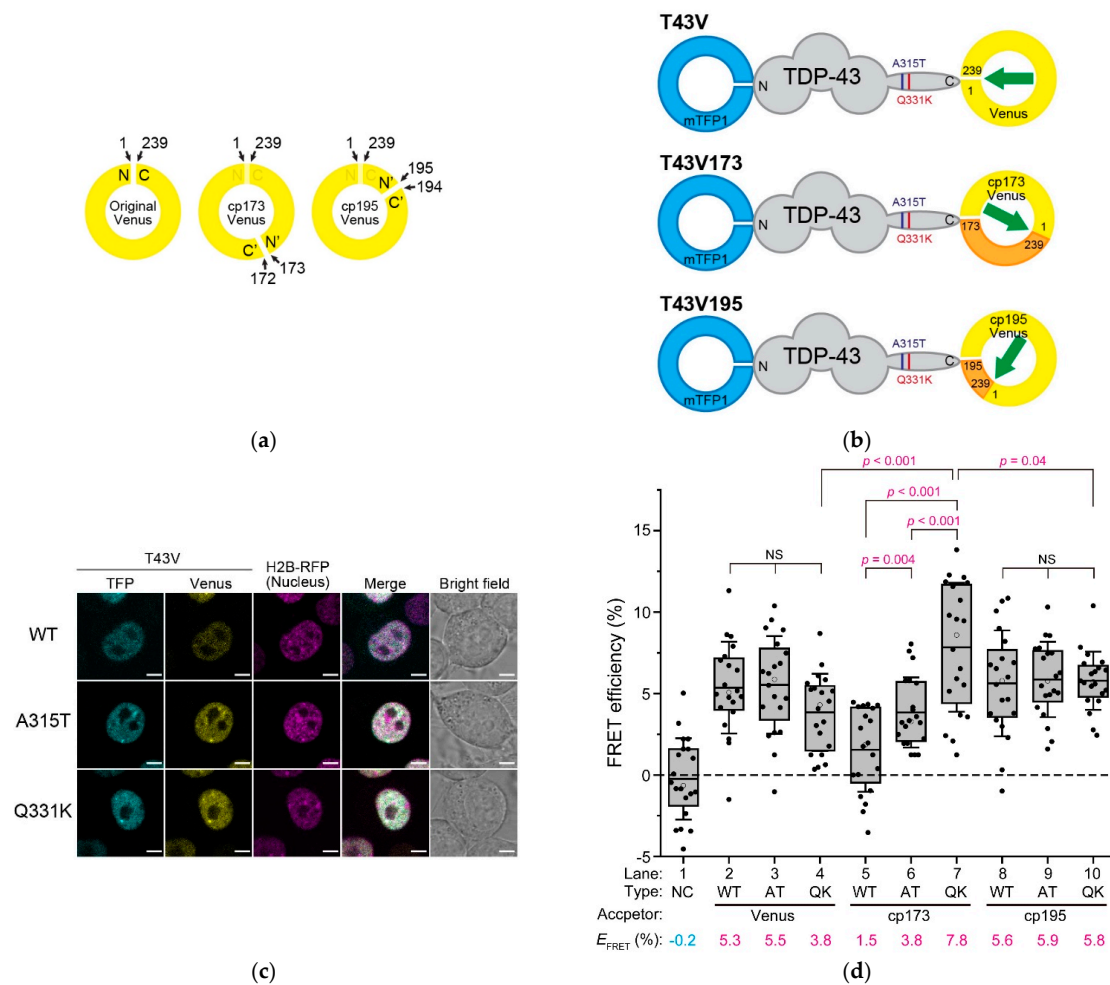 1 239
N C
Original
Venus
1 239
N C
cp173
Venus
C' N'
172 173
1 239
N C
195
194
N'
C'
cp195
Venus
(a)
T43V
mTFP1
N
TDP-43
A315T
Q331K
C
239
1
Venus
T43V173
mTFP1
N
TDP-43
A315T
Q331K
C
cp173
Venus
173
1
239
T43V195
mTFP1
N
TDP-43
A315T
Q331K
C
cp195
Venus
195
239
1
(b)
T43V
TFP Venus H2B-RFP
(Nucleus) Merge Bright field
WT
A315T
Q331K
(c)
p < 0.001 p = 0.04
p < 0.001
p < 0.001
NS p = 0.004 NS
FRET efficiency (%)
15
10
5
0
-5
Lane: 1 2 3 4 5 6 7 8 9 10
Type: NC WT AT QK WT AT QK WT AT QK
Accpetor: Venus cp173 cp195
EFRET (%): -0.2 5.3 5.5 3.8 1.5 3.8 7.8 5.6 5.9 5.8
(d)